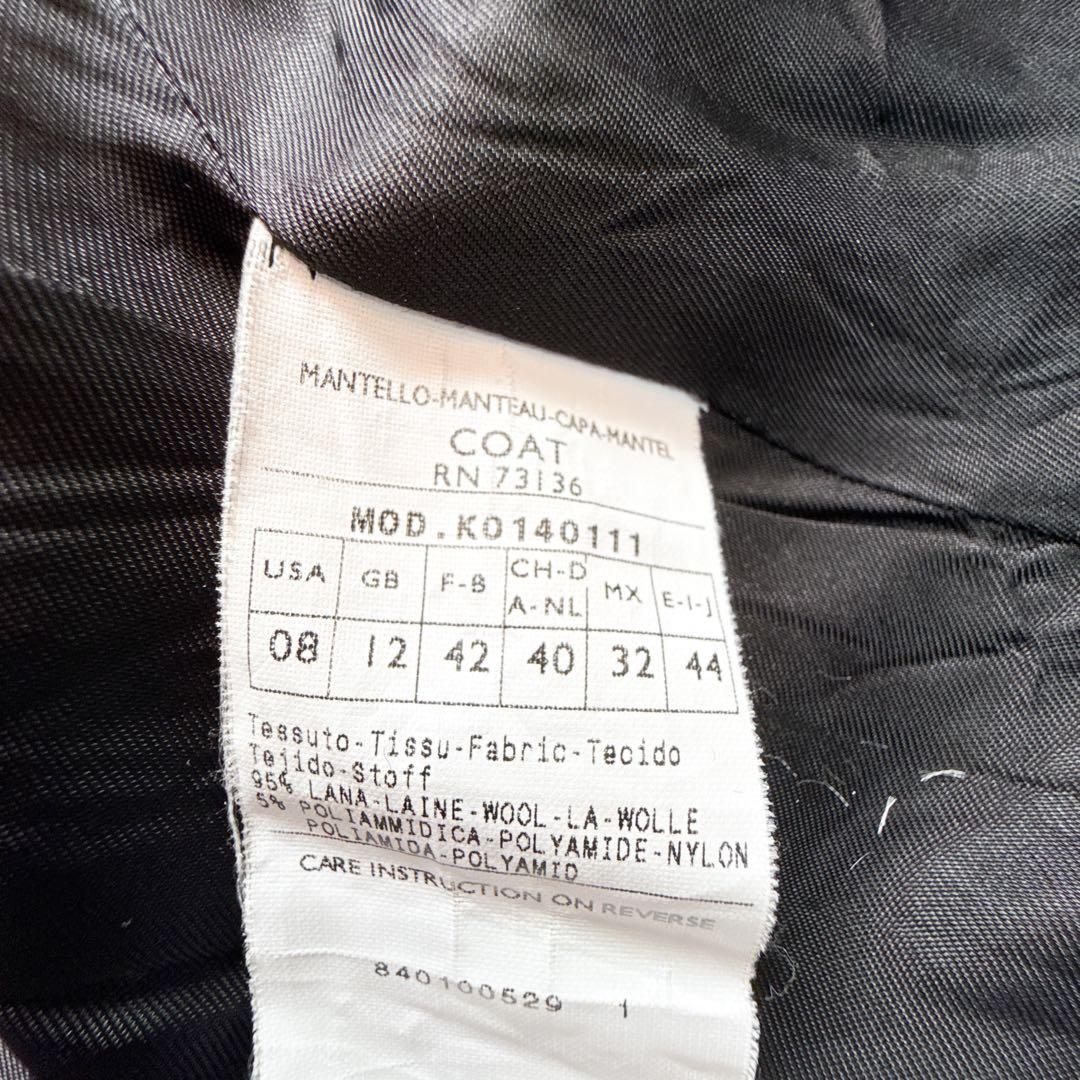 MANTELLO-MANTEAU-CAPA-MANTEL
COAT
RN 73136
MOD.K0140111
USA GB F-B CH-D A-NL MX E-I-J
08 12 42 40 32 44
Tessuto-Tissu-Fabric-Tecido
Tejido-Stoff
95% LANA-LAINE-WOOL-LA-WOLLE
5% POLIAMMIDICA-POLYAMIDE-NYLON
POLIAMIDA-POLYAMID
CARE INSTRUCTION ON REVERSE
840100529 1